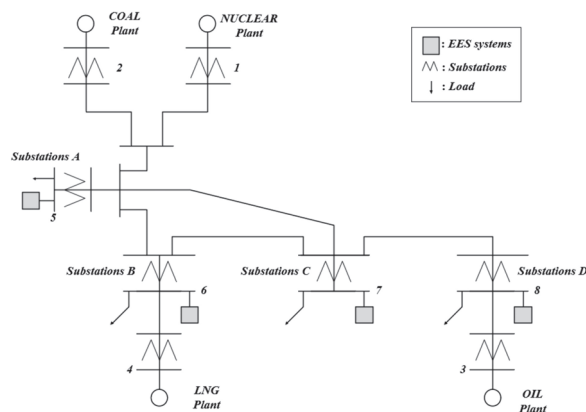 COAL
Plant
NUCLEAR
Plant
2
1
: EES systems
: Substations
: Load
Substations A
5
Substations B
6
Substations C
7
Substations D
8
4
3
LNG
Plant
OIL
Plant